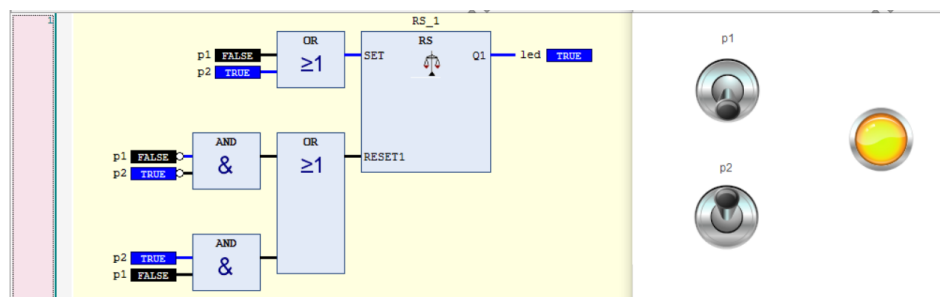 1
RS_1
OR
RS
p1 FALSE
≥1
SET
Q1
led TRUE
p2 TRUE
AND
OR
p1 FALSE
&
≥1
RESET1
p2 TRUE
AND
p2 TRUE
&
p1 FALSE
p1
p2